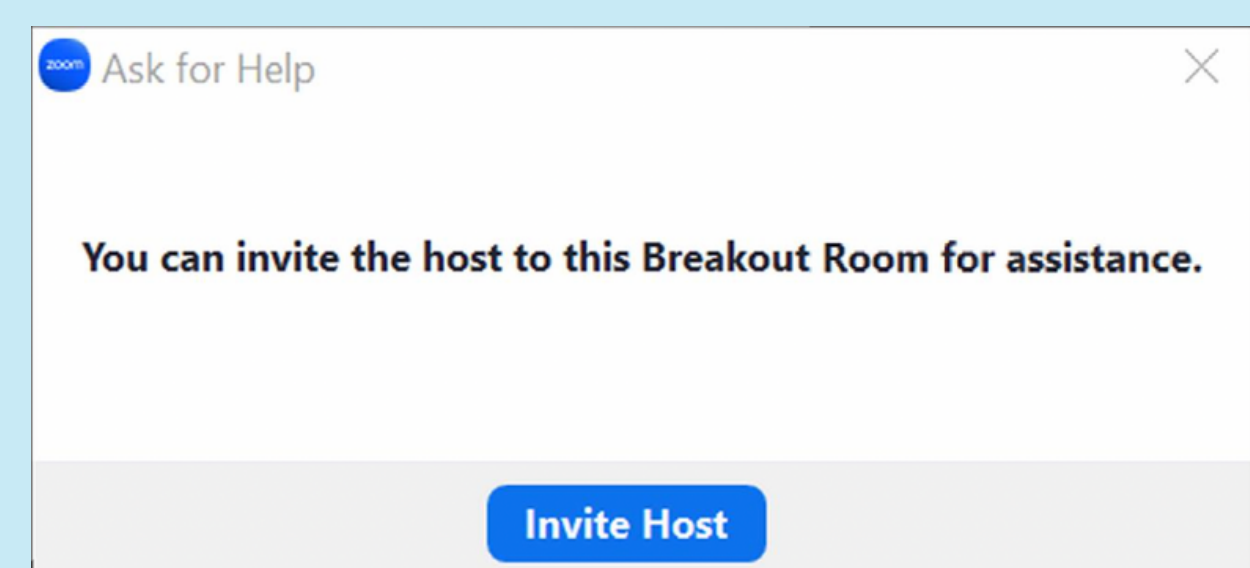 zoom Ask for Help
You can invite the host to this Breakout Room for assistance.
Invite Host